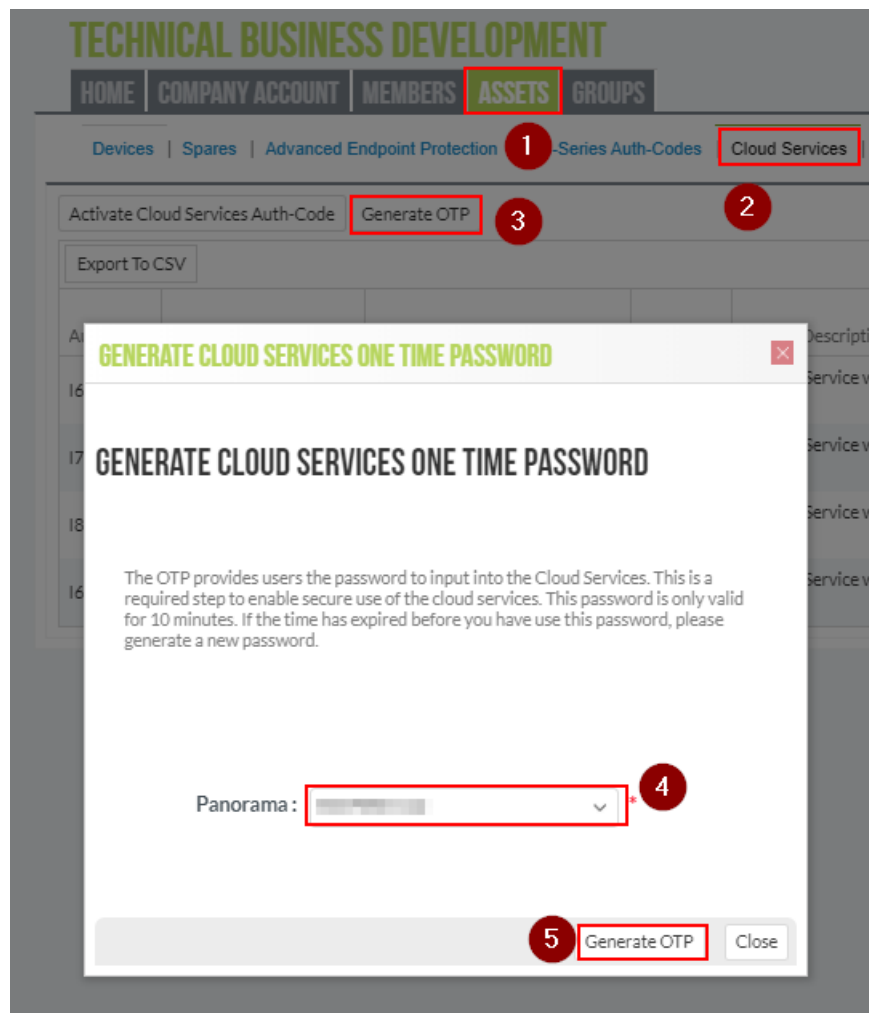 TECHNICAL BUSINESS DEVELOPMENT
HOME COMPANY ACCOUNT MEMBERS ASSETS GROUPS
Devices | Spares | Advanced Endpoint Protection 1 -Series Auth-Codes | Cloud Services |
2
Activate Cloud Services Auth-Code Generate OTP 3
Export To CSV
Descripti
GENERATE CLOUD SERVICES ONE TIME PASSWORD
I6 Service w
I7 Service w
GENERATE CLOUD SERVICES ONE TIME PASSWORD
I8 Service w
I6 Service w
The OTP provides users the password to input into the Cloud Services. This is a
required step to enable secure use of the cloud services. This password is only valid
for 10 minutes. If the time has expired before you have use this password, please
generate a new password.
Panorama : * 4
5 Generate OTP Close